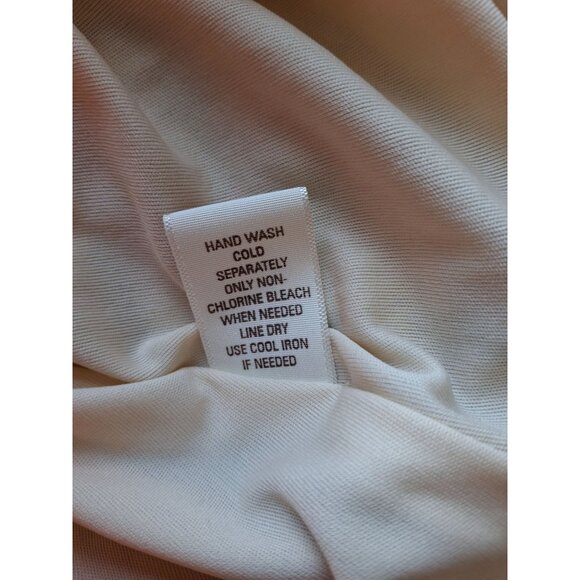 HAND WASH
COLD
SEPARATELY
ONLY NON-
CHLORINE BLEACH
WHEN NEEDED
LINE DRY
USE COOL IRON
IF NEEDED